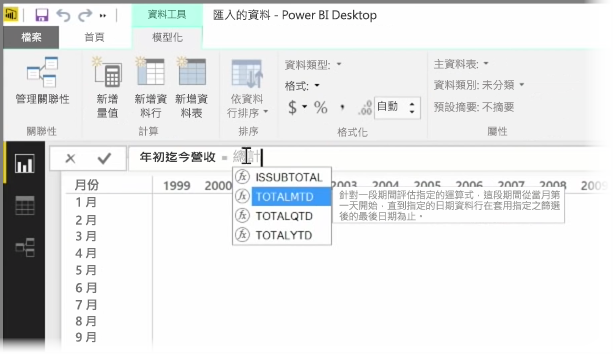 資料工具
匯入的資料 - Power BI Desktop
檔案
首頁
模型化
管理關聯性
新增量值
新增資料行
新增資料表
依資料行排序
資料類型:
格式:
$ % , .00 自動
主資料表:
資料類別: 未分類
預設摘要: 不摘要
關聯性
計算
排序
格式化
屬性
年初迄今營收 = 總計
月份 1999 2000 2003 2004 2005 2006 2007 2008 2009
ISSUBTOTAL
TOTALMTD
TOTALQTD
TOTALYTD
針對一段期間評估指定的運算式，這段期間從當月第
一天開始，直到指定的日期資料行在套用指定之篩選
後的最後日期為止。
1 月
2 月
3 月
4 月
5 月
6 月
7 月
8 月
9 月